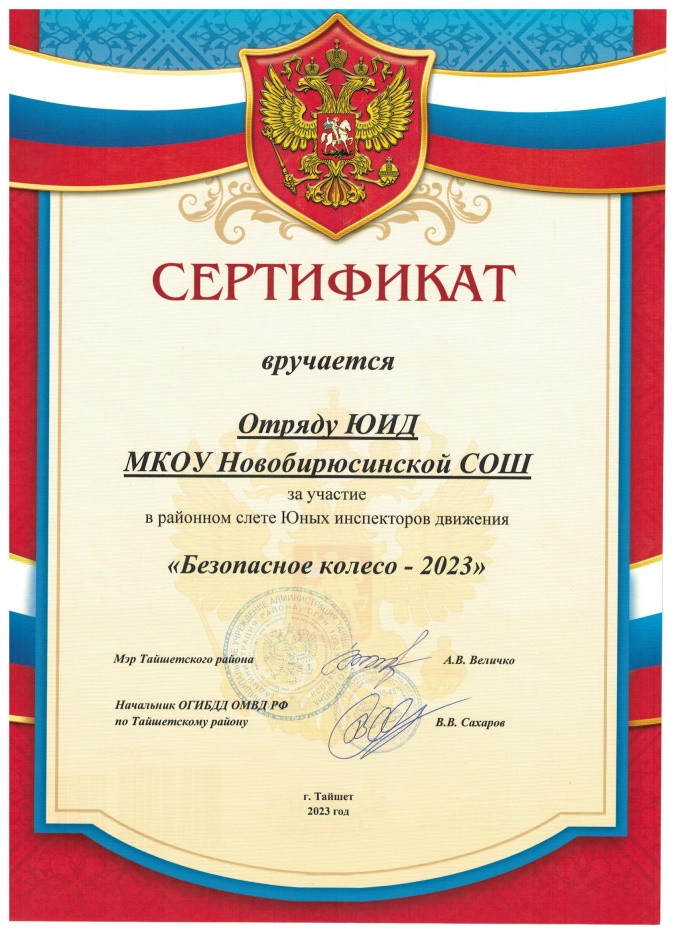 СЕРТИФИКАТ
вручается
Отряду ЮИД
МКОУ Новобирюсинской СОШ
за участие
в районном слете Юных инспекторов движения
«Безопасное колесо - 2023»
Мэр Тайшетского района
А.В. Величко
Начальник ОГИБДД ОМВД РФ
по Тайшетскому району
В.В. Сахаров
г. Тайшет
2023 год